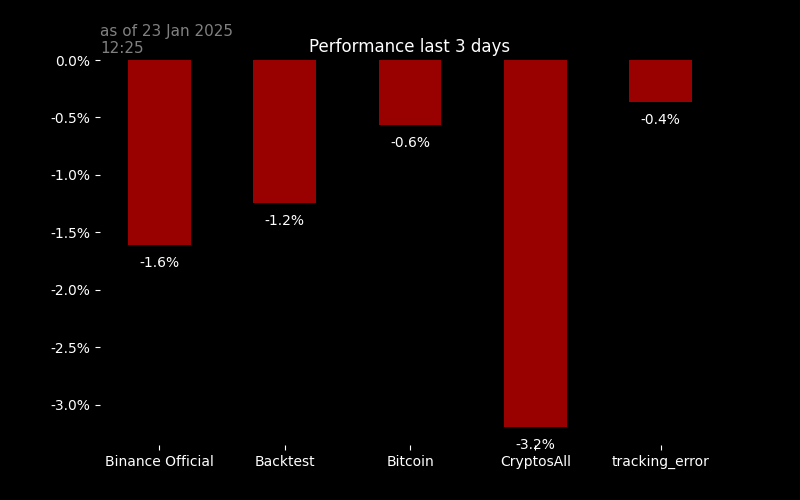 as of 23 Jan 2025
12:25
Performance last 3 days
0.0%
-0.5%
-1.0%
-1.5%
-2.0%
-2.5%
-3.0%
-1.6%
-1.2%
-0.6%
-3.2%
-0.4%
Binance Official
Backtest
Bitcoin
CryptosAll
tracking_error